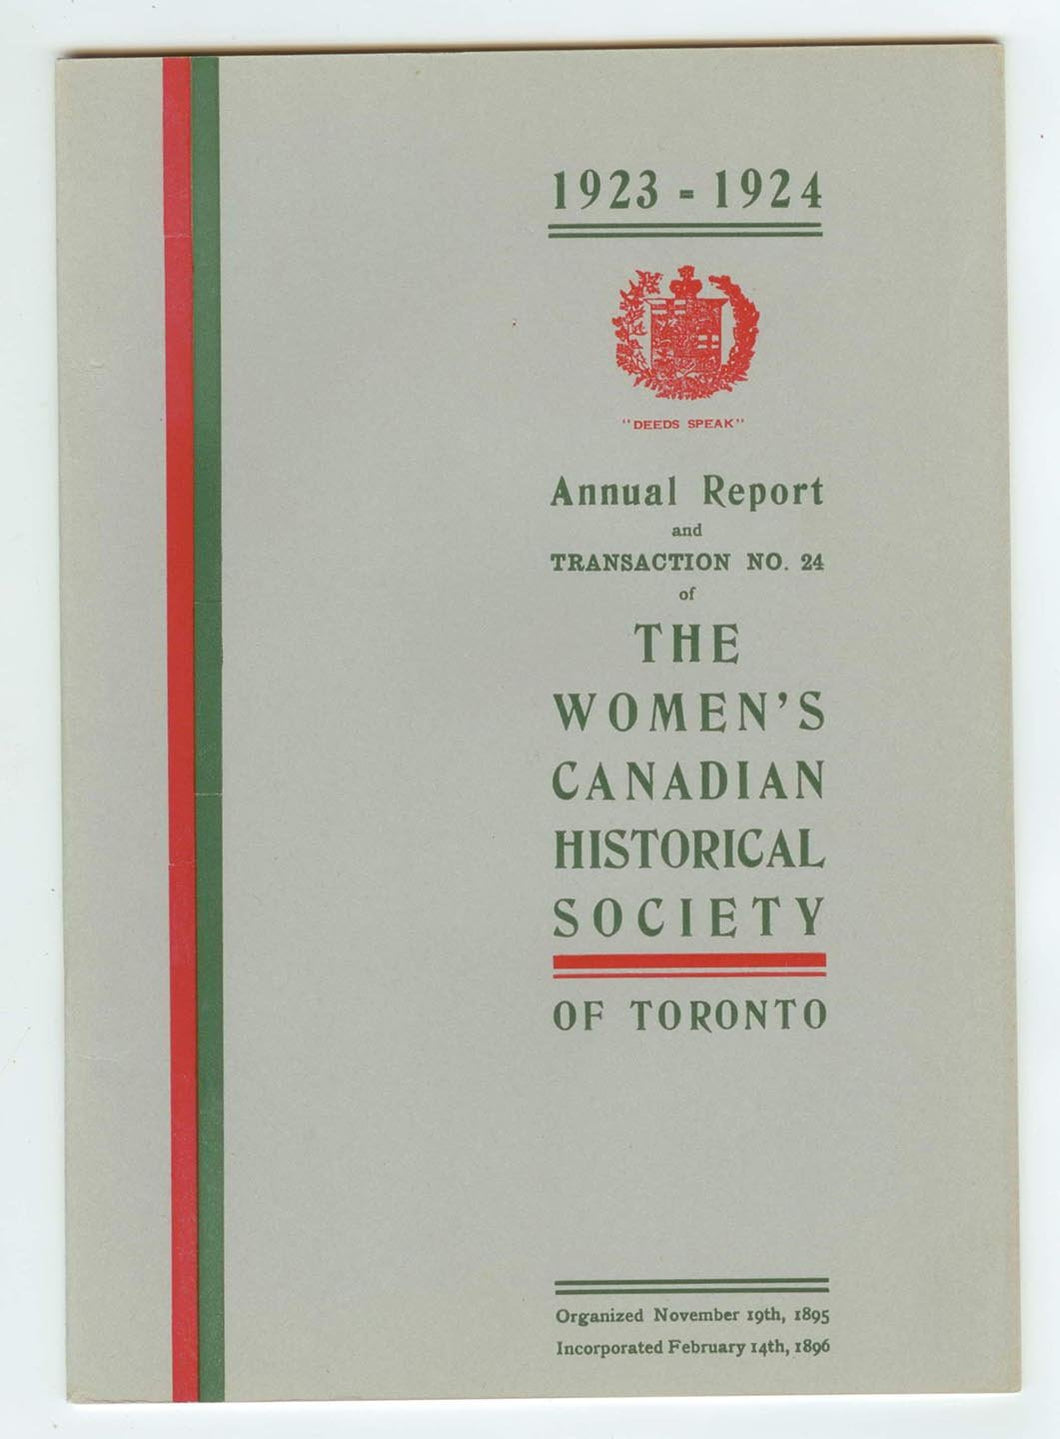 1923 - 1924
"DEEDS SPEAK"
Annual Report
and
TRANSACTION NO. 24
of
THE
WOMEN'S
CANADIAN
HISTORICAL
SOCIETY
OF TORONTO
Organized November 19th, 1895
Incorporated February 14th, 1896